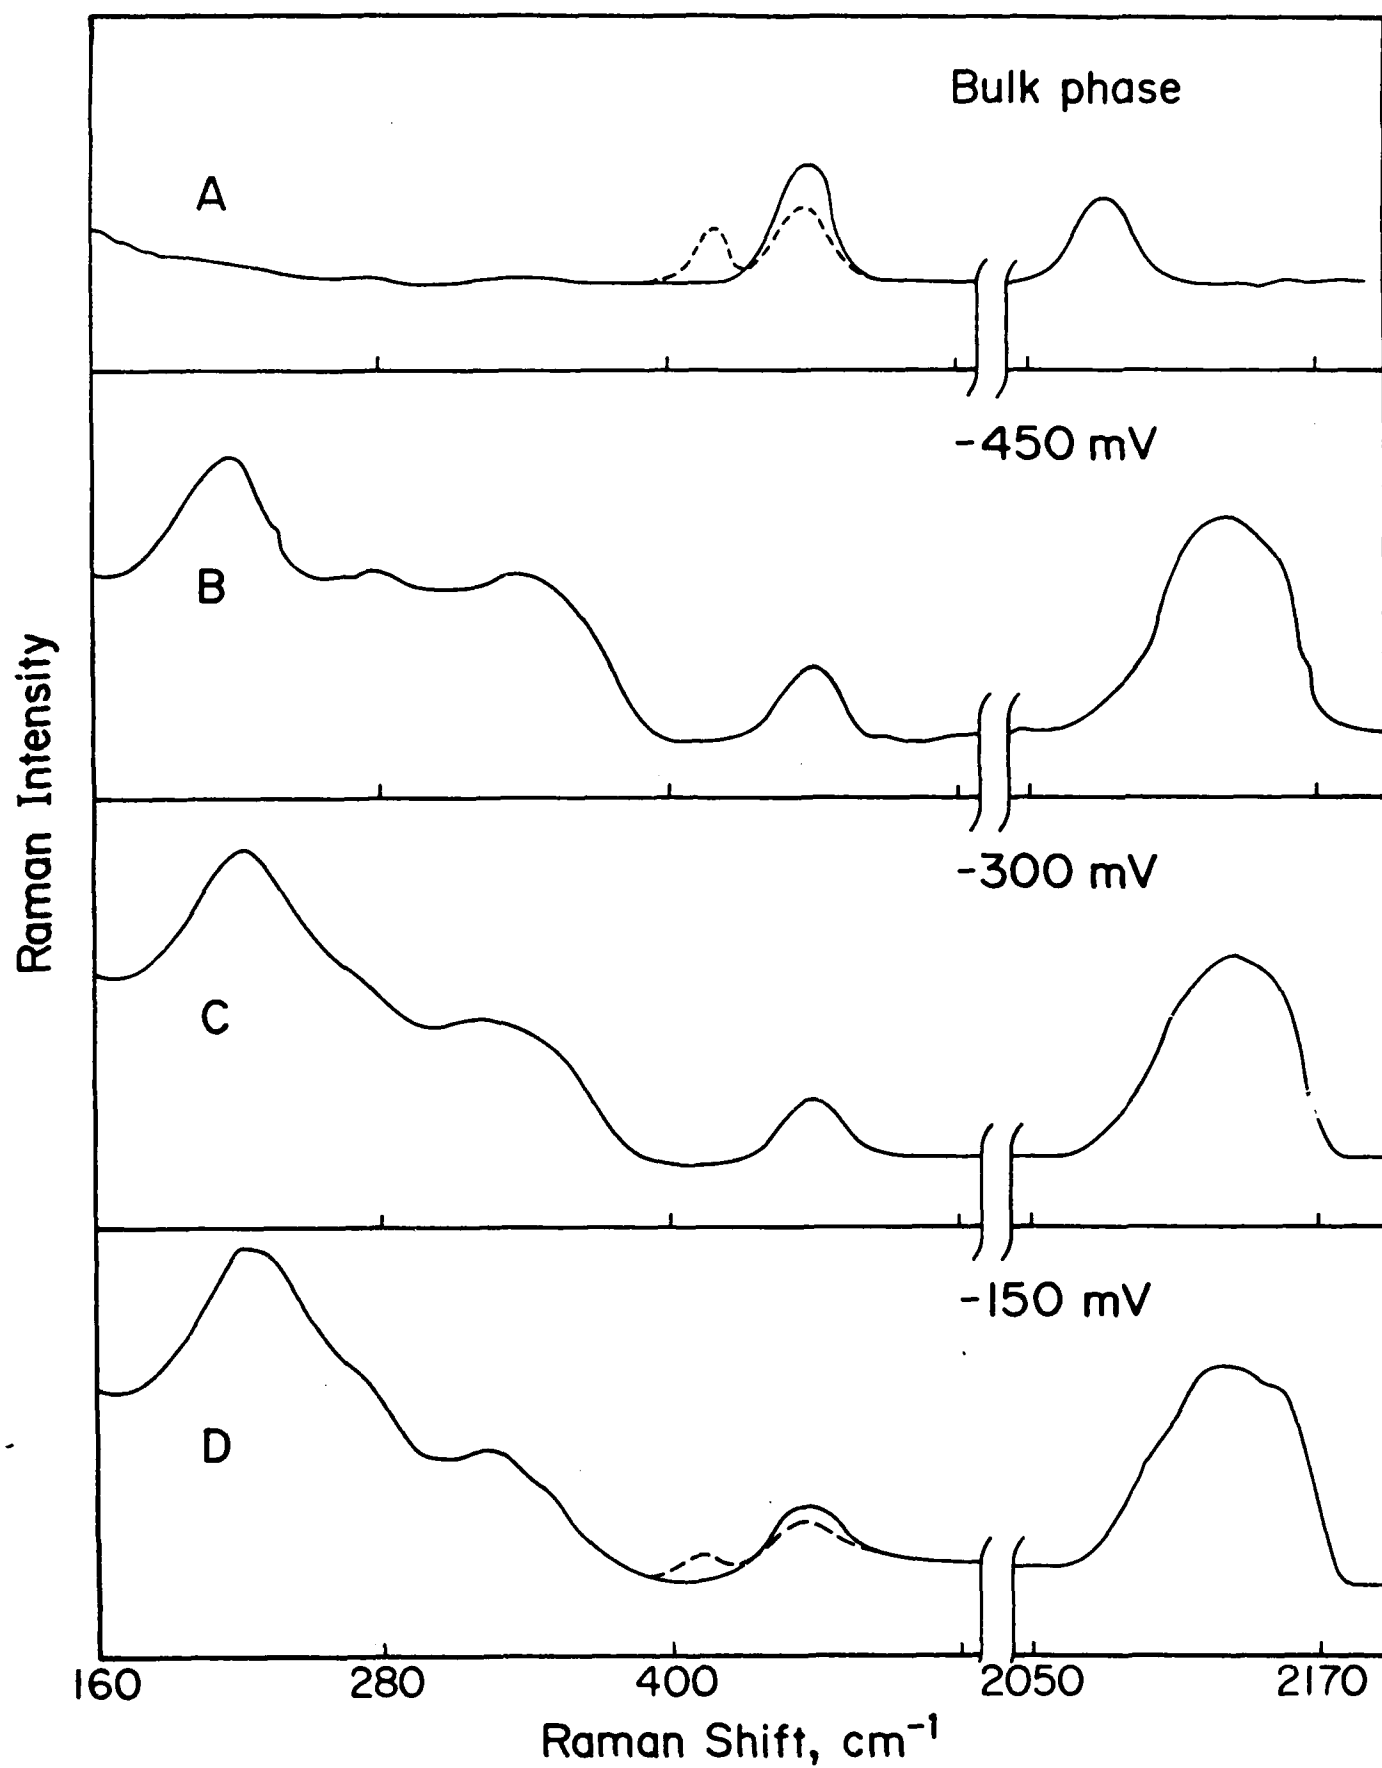 Bulk phase
A
-450 mV
B
-300 mV
C
-150 mV
D
Raman Intensity
160 280 400 2050 2170
Raman Shift, cm⁻¹